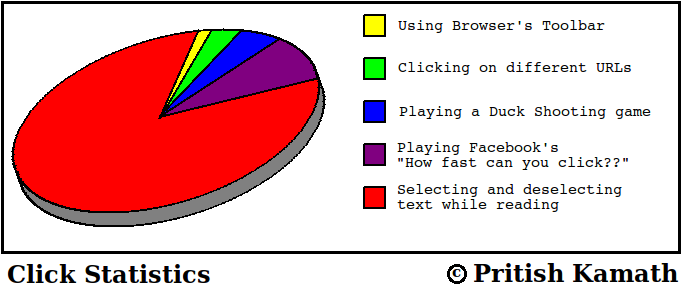 Using Browser's Toolbar
Clicking on different URLs
Playing a Duck Shooting game
Playing Facebook's
"How fast can you click??"
Selecting and deselecting
text while reading
Click Statistics
© Pritish Kamath